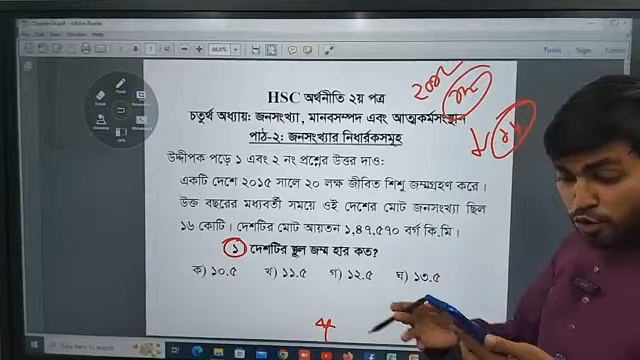 HSC অর্থনীতি ২য় পত্র
চতুর্থ অধ্যায়: জনসংখ্যা, মানবসম্পদ এবং আত্মকর্মসংস্থান
পাঠ-২: জনসংখ্যার নির্ধারকসমূহ
উদ্দীপক পড়ে ১ এবং ২ নং প্রশ্নের উত্তর দাও:
একটি দেশে ২০১৫ সালে ২০ লক্ষ জীবিত শিশু জন্মগ্রহণ করে।
উক্ত বছরের মধ্যবর্তী সময়ে ওই দেশের মোট জনসংখ্যা ছিল
১৬ কোটি। দেশটির মোট আয়তন ১,৪৭,৫৭০ বর্গ কি.মি।
১ দেশটির স্থূল জন্ম হার কত?
ক) ১০.৫ খ) ১১.৫ গ) ১২.৫ ঘ) ১৩.৫